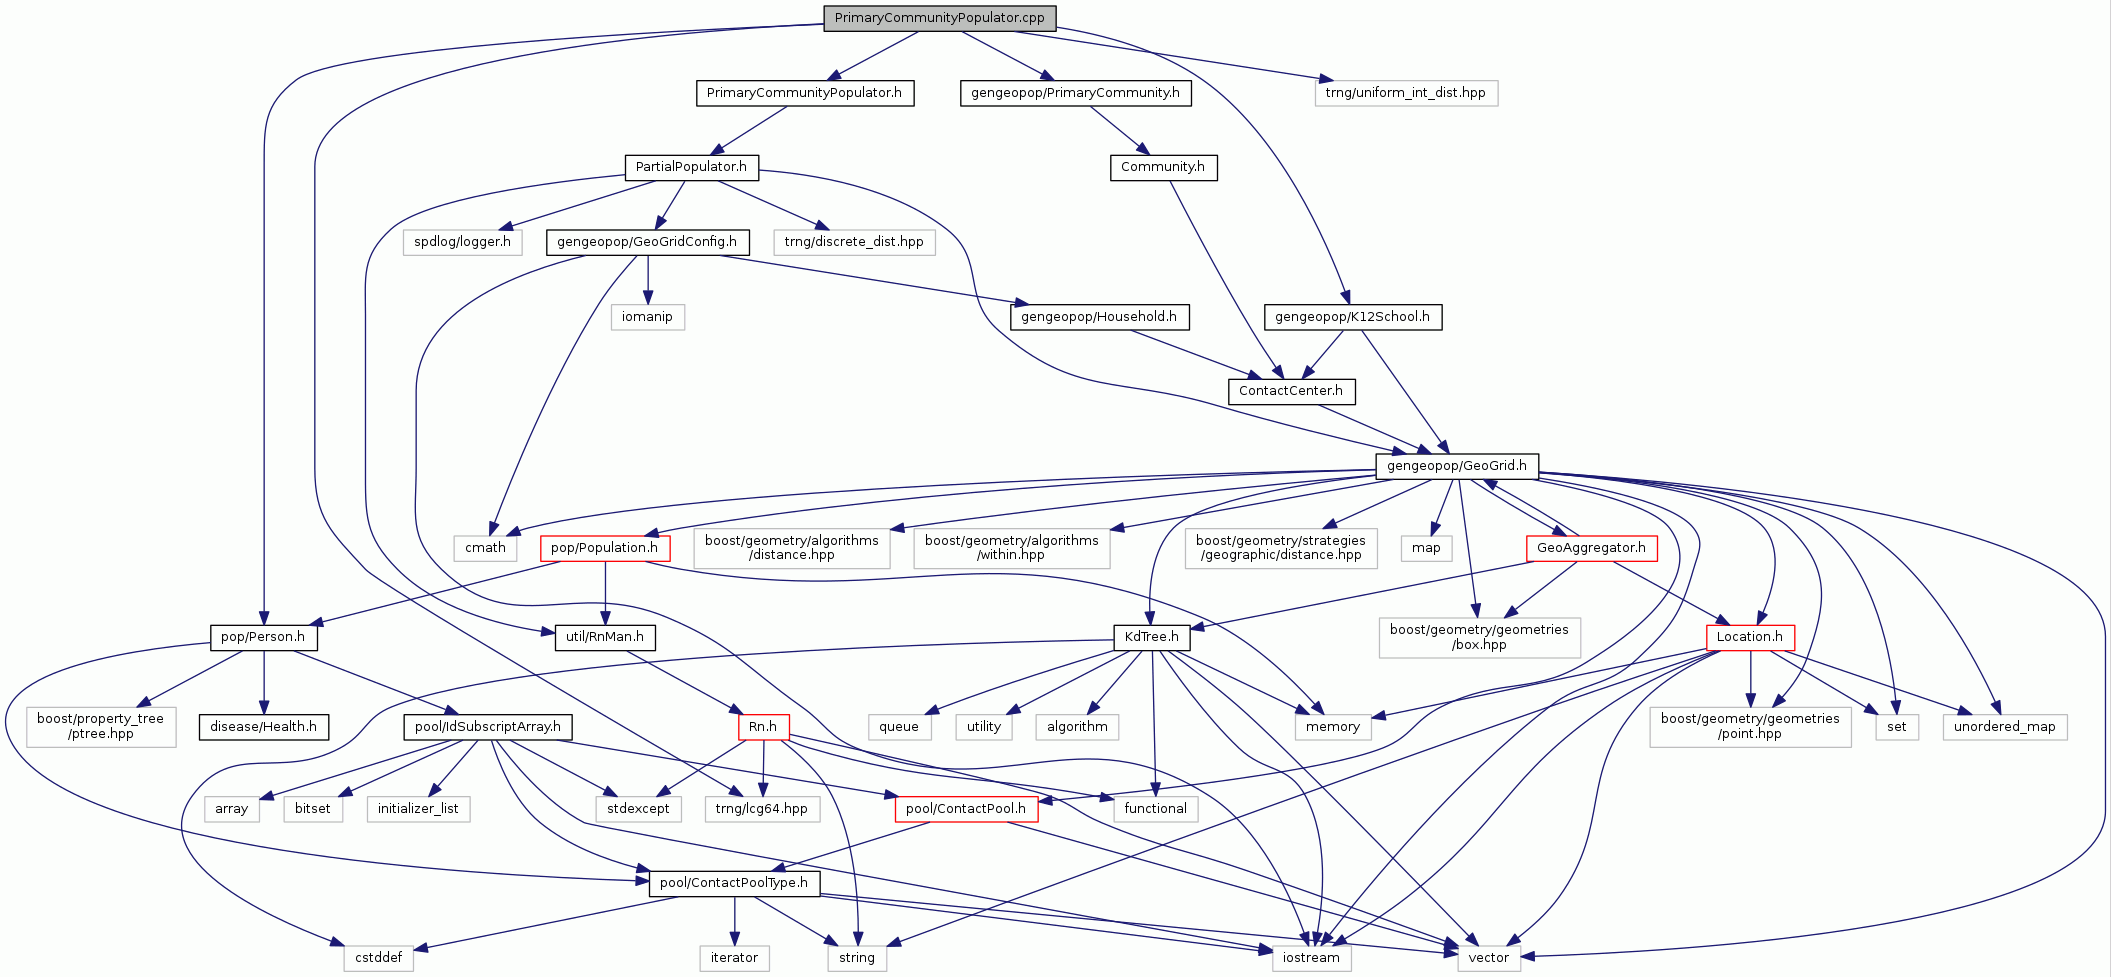 PrimaryCommunityPopulator.cpp
PrimaryCommunityPopulator.h
gengeopop/PrimaryCommunity.h
trng/uniform_int_dist.hpp
PartialPopulator.h
Community.h
spdlog/logger.h
gengeopop/GeoGridConfig.h
trng/discrete_dist.hpp
iomanip
gengeopop/Household.h
gengeopop/K12School.h
ContactCenter.h
gengeopop/GeoGrid.h
cmath
pop/Population.h
boost/geometry/algorithms
/distance.hpp
boost/geometry/algorithms
/within.hpp
boost/geometry/strategies
/geographic/distance.hpp
map
GeoAggregator.h
pop/Person.h
util/RnMan.h
KdTree.h
boost/geometry/geometries
/box.hpp
Location.h
boost/property_tree
/ptree.hpp
disease/Health.h
pool/IdSubscriptArray.h
Rn.h
queue
utility
algorithm
memory
boost/geometry/geometries
/point.hpp
set
unordered_map
array
bitset
initializer_list
stdexcept
trng/lcg64.hpp
pool/ContactPool.h
functional
pool/ContactPoolType.h
cstddef
iterator
string
iostream
vector